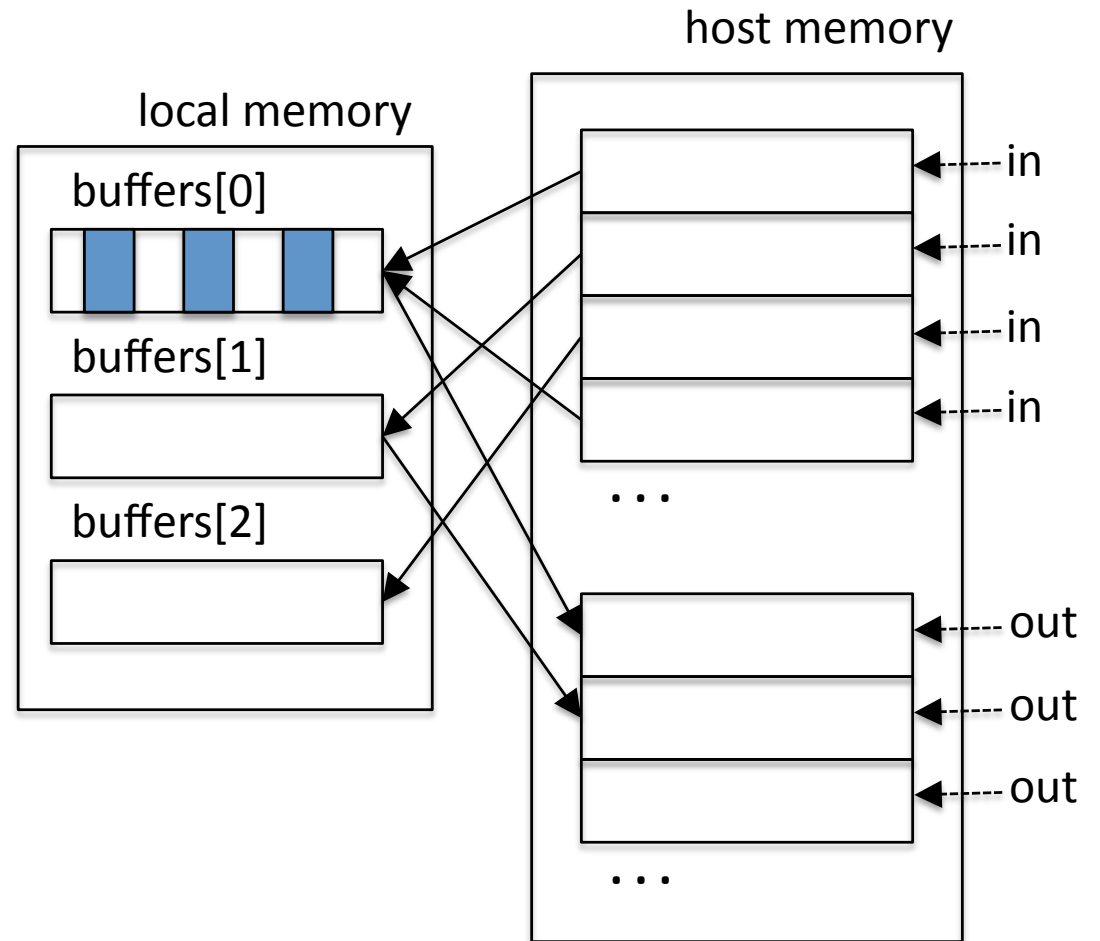 host memory
local memory
buffers[0]
buffers[1]
buffers[2]
in
in
in
in
. . .
out
out
out
. . .